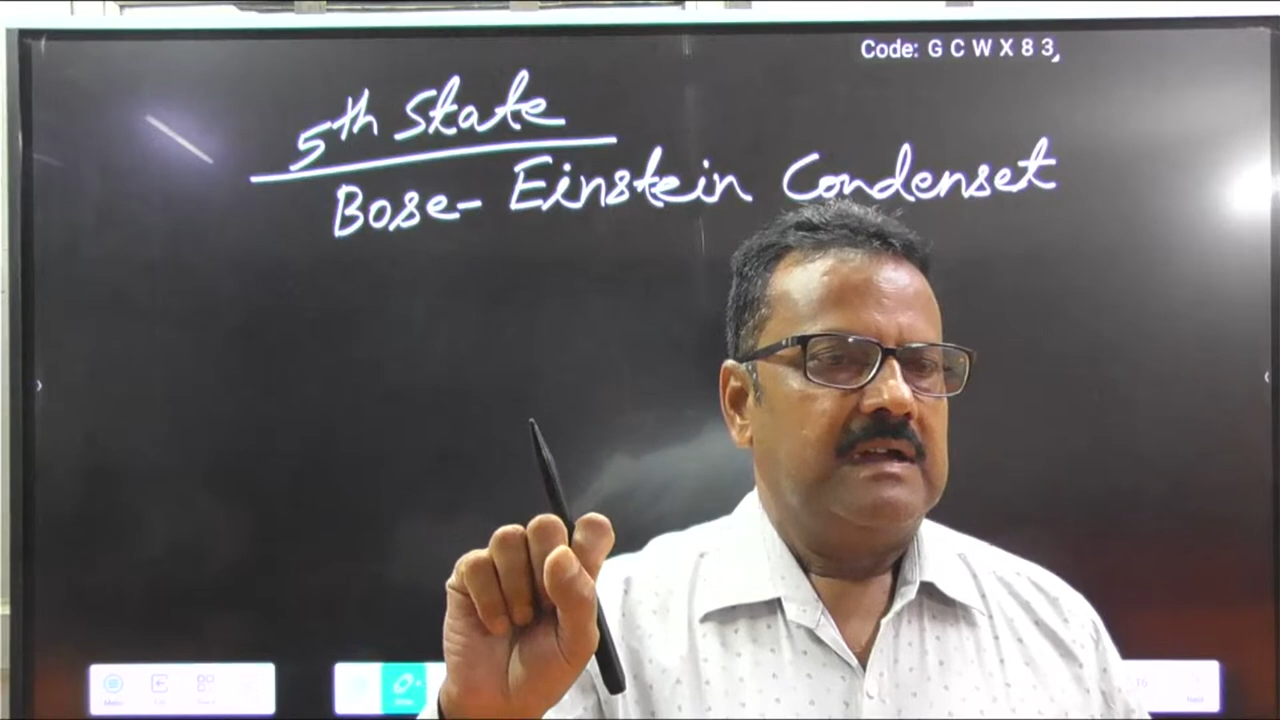 Code: G C W X 8 3,
5th State
Bose- Einstein Condenset